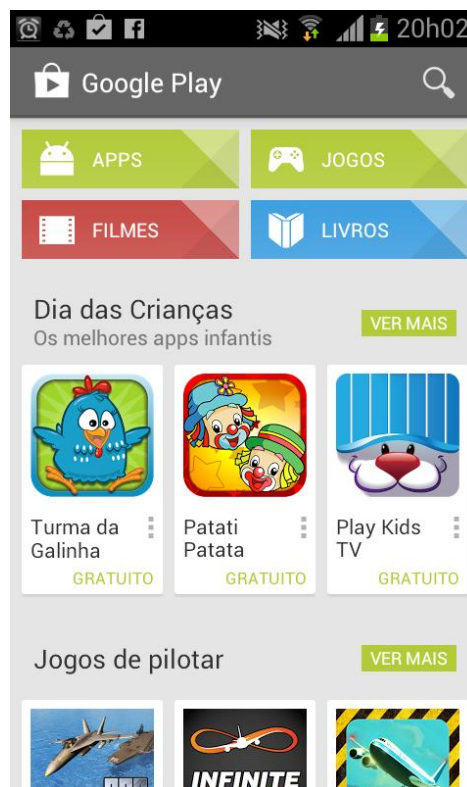 20h02
Google Play
APPS
JOGOS
FILMES
LIVROS
Dia das Crianças
Os melhores apps infantis
VER MAIS
Turma da
Galinha
GRATUITO
Patati
Patata
GRATUITO
Play Kids
TV
GRATUITO
Jogos de pilotar
VER MAIS
INFINITE